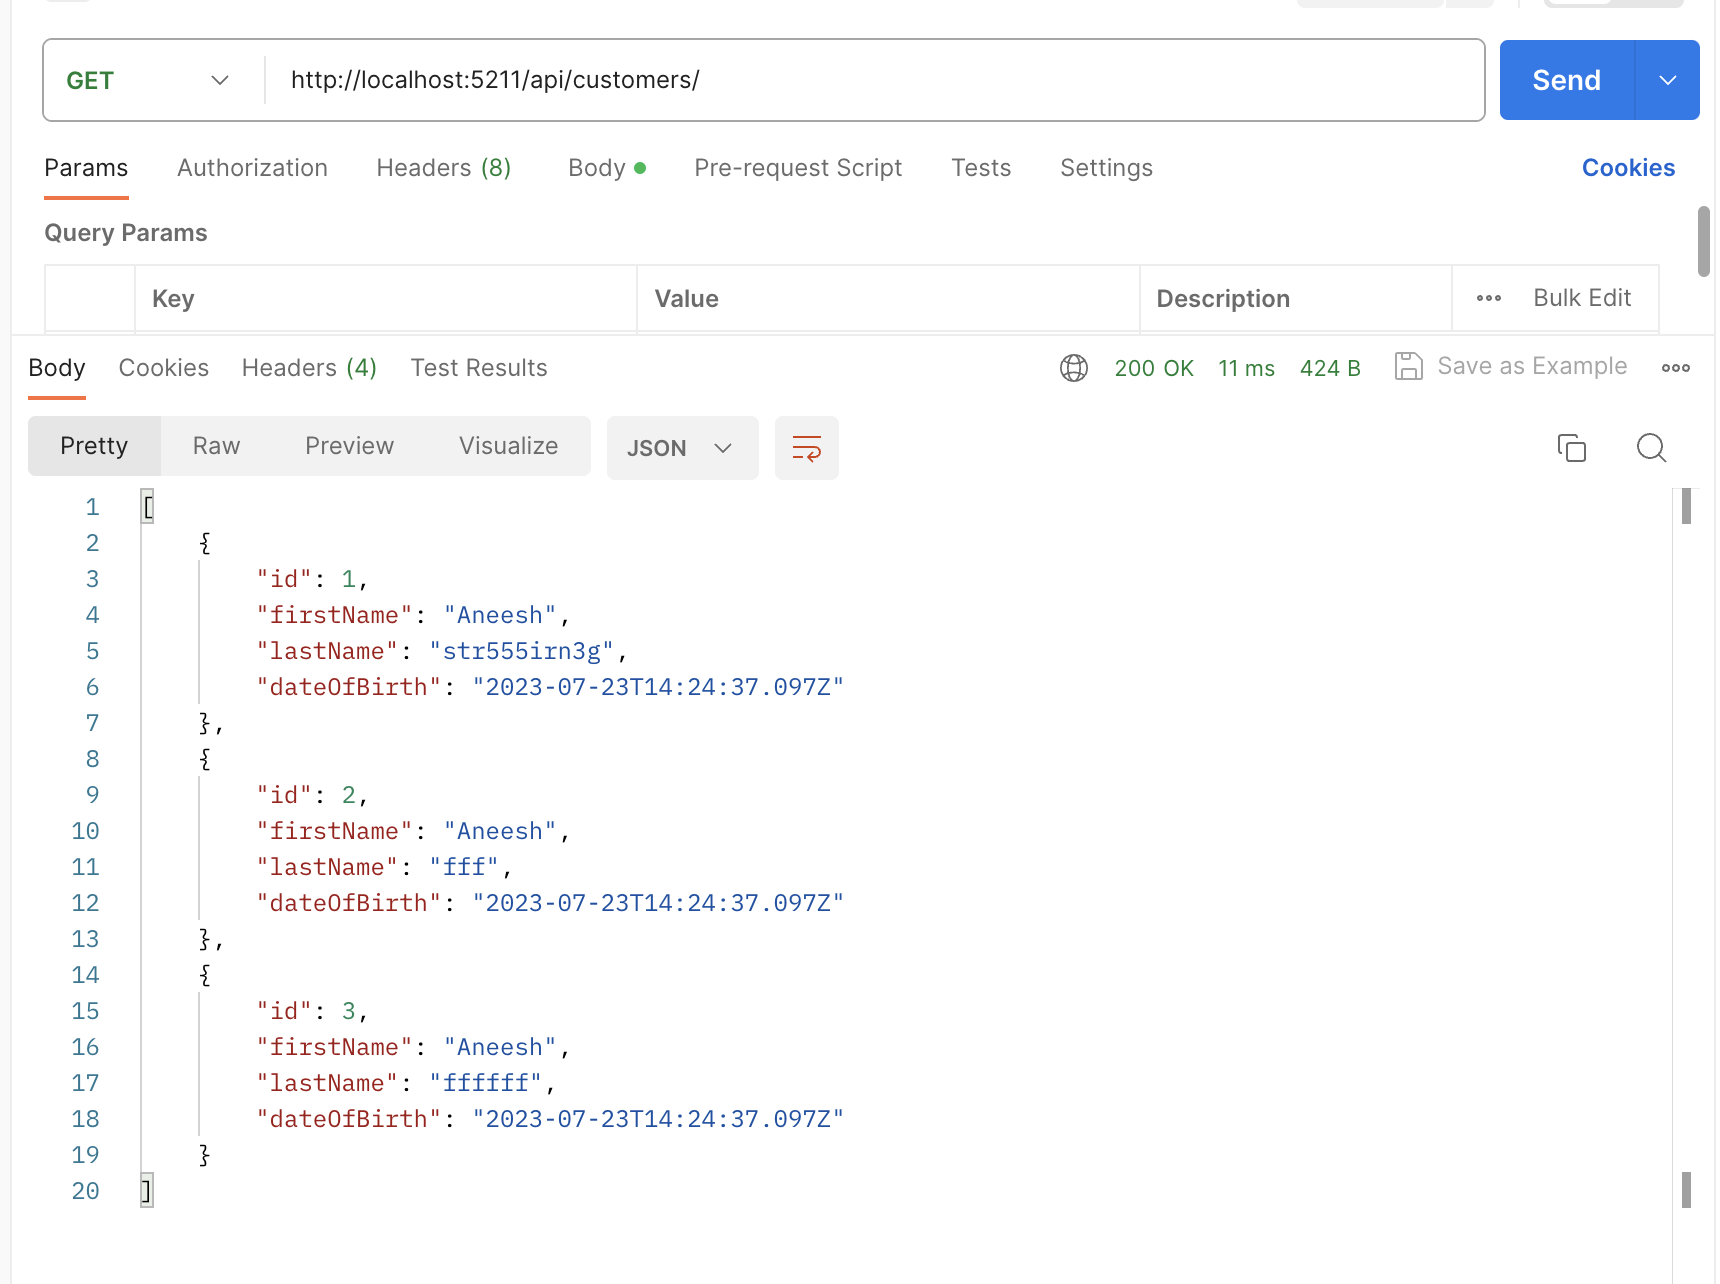 GET http://localhost:5211/api/customers/ Send
Params Authorization Headers (8) Body Pre-request Script Tests Settings Cookies
Query Params
Key Value Description ••• Bulk Edit
Body Cookies Headers (4) Test Results 200 OK 11 ms 424 B Save as Example
Pretty Raw Preview Visualize JSON
1 [
2 {
3 "id": 1,
4 "firstName": "Aneesh",
5 "lastName": "str555irn3g",
6 "dateOfBirth": "2023-07-23T14:24:37.097Z"
7 },
8 {
9 "id": 2,
10 "firstName": "Aneesh",
11 "lastName": "fff",
12 "dateOfBirth": "2023-07-23T14:24:37.097Z"
13 },
14 {
15 "id": 3,
16 "firstName": "Aneesh",
17 "lastName": "ffffff",
18 "dateOfBirth": "2023-07-23T14:24:37.097Z"
19 }
20 ]